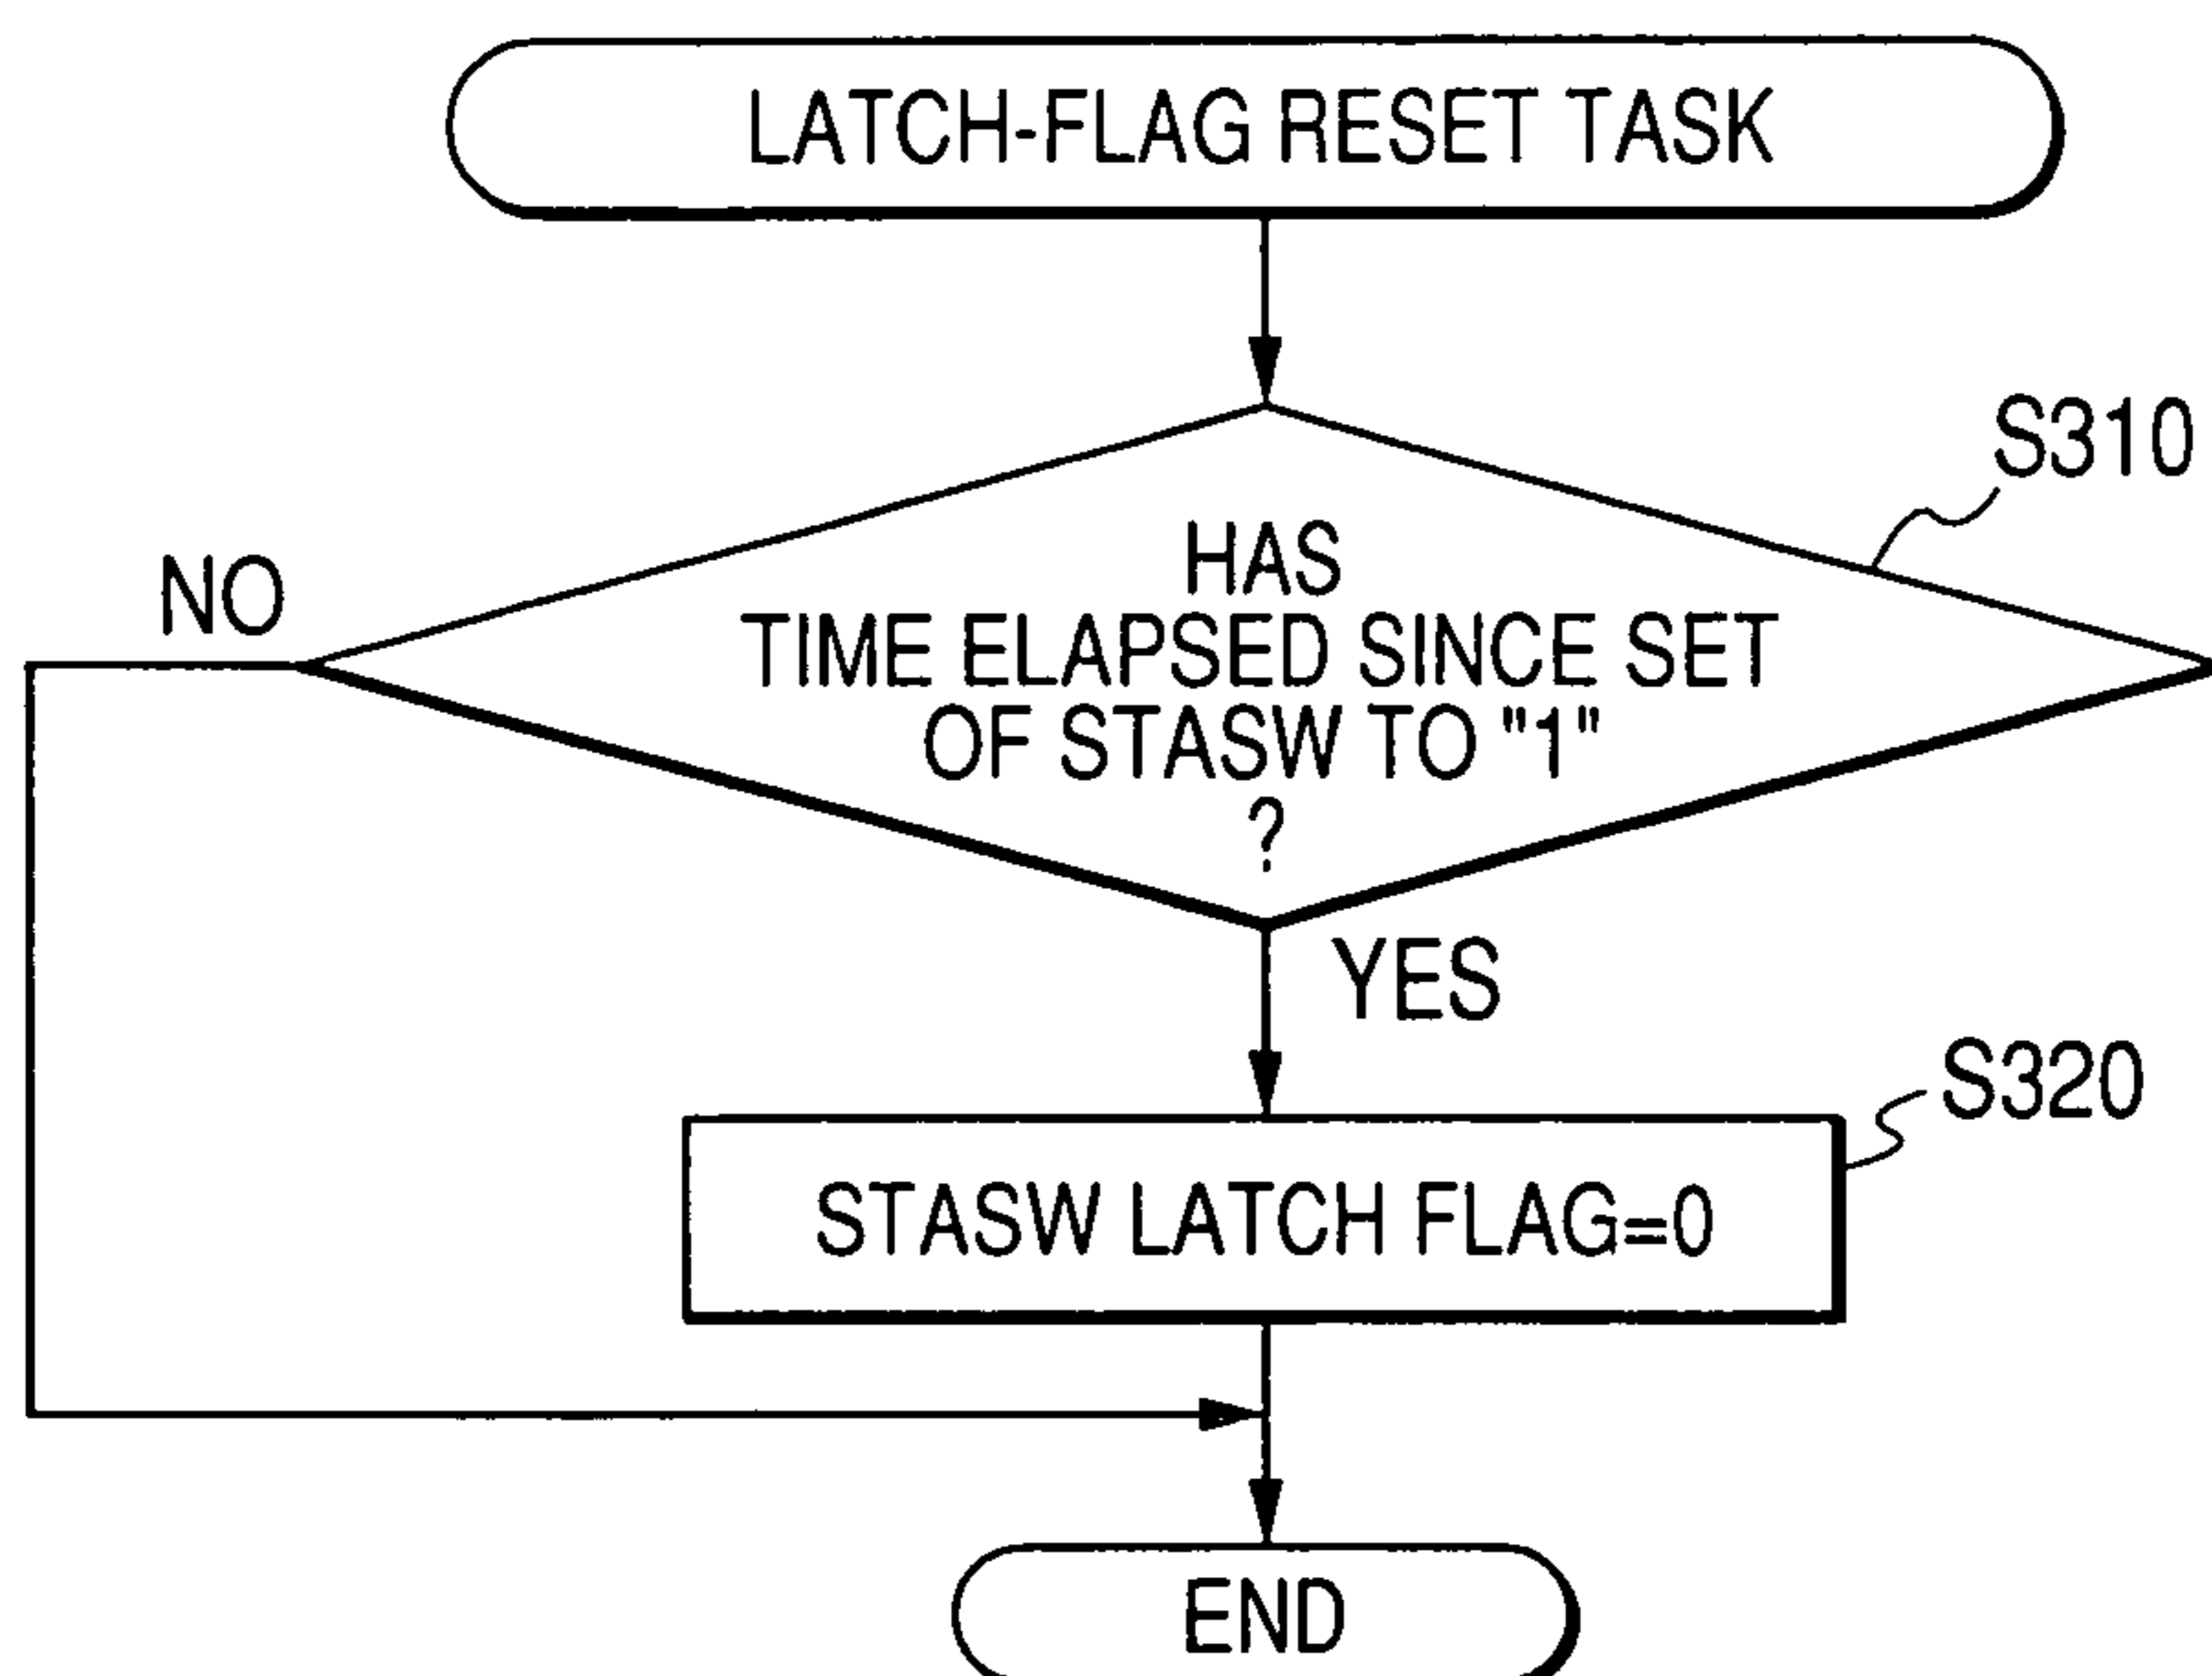 LATCH-FLAG RESET TASK
S310
HAS
TIME ELAPSED SINCE SET
OF STASW TO "1"
?
NO
YES
S320
STASW LATCH FLAG=0
END